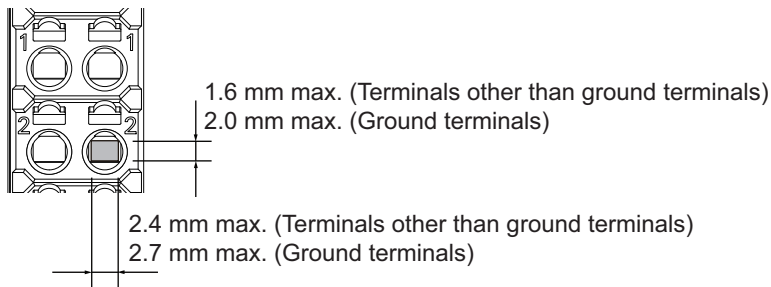 1 1
1.6 mm max. (Terminals other than ground terminals)
2.0 mm max. (Ground terminals)
2 2
2.4 mm max. (Terminals other than ground terminals)
2.7 mm max. (Ground terminals)